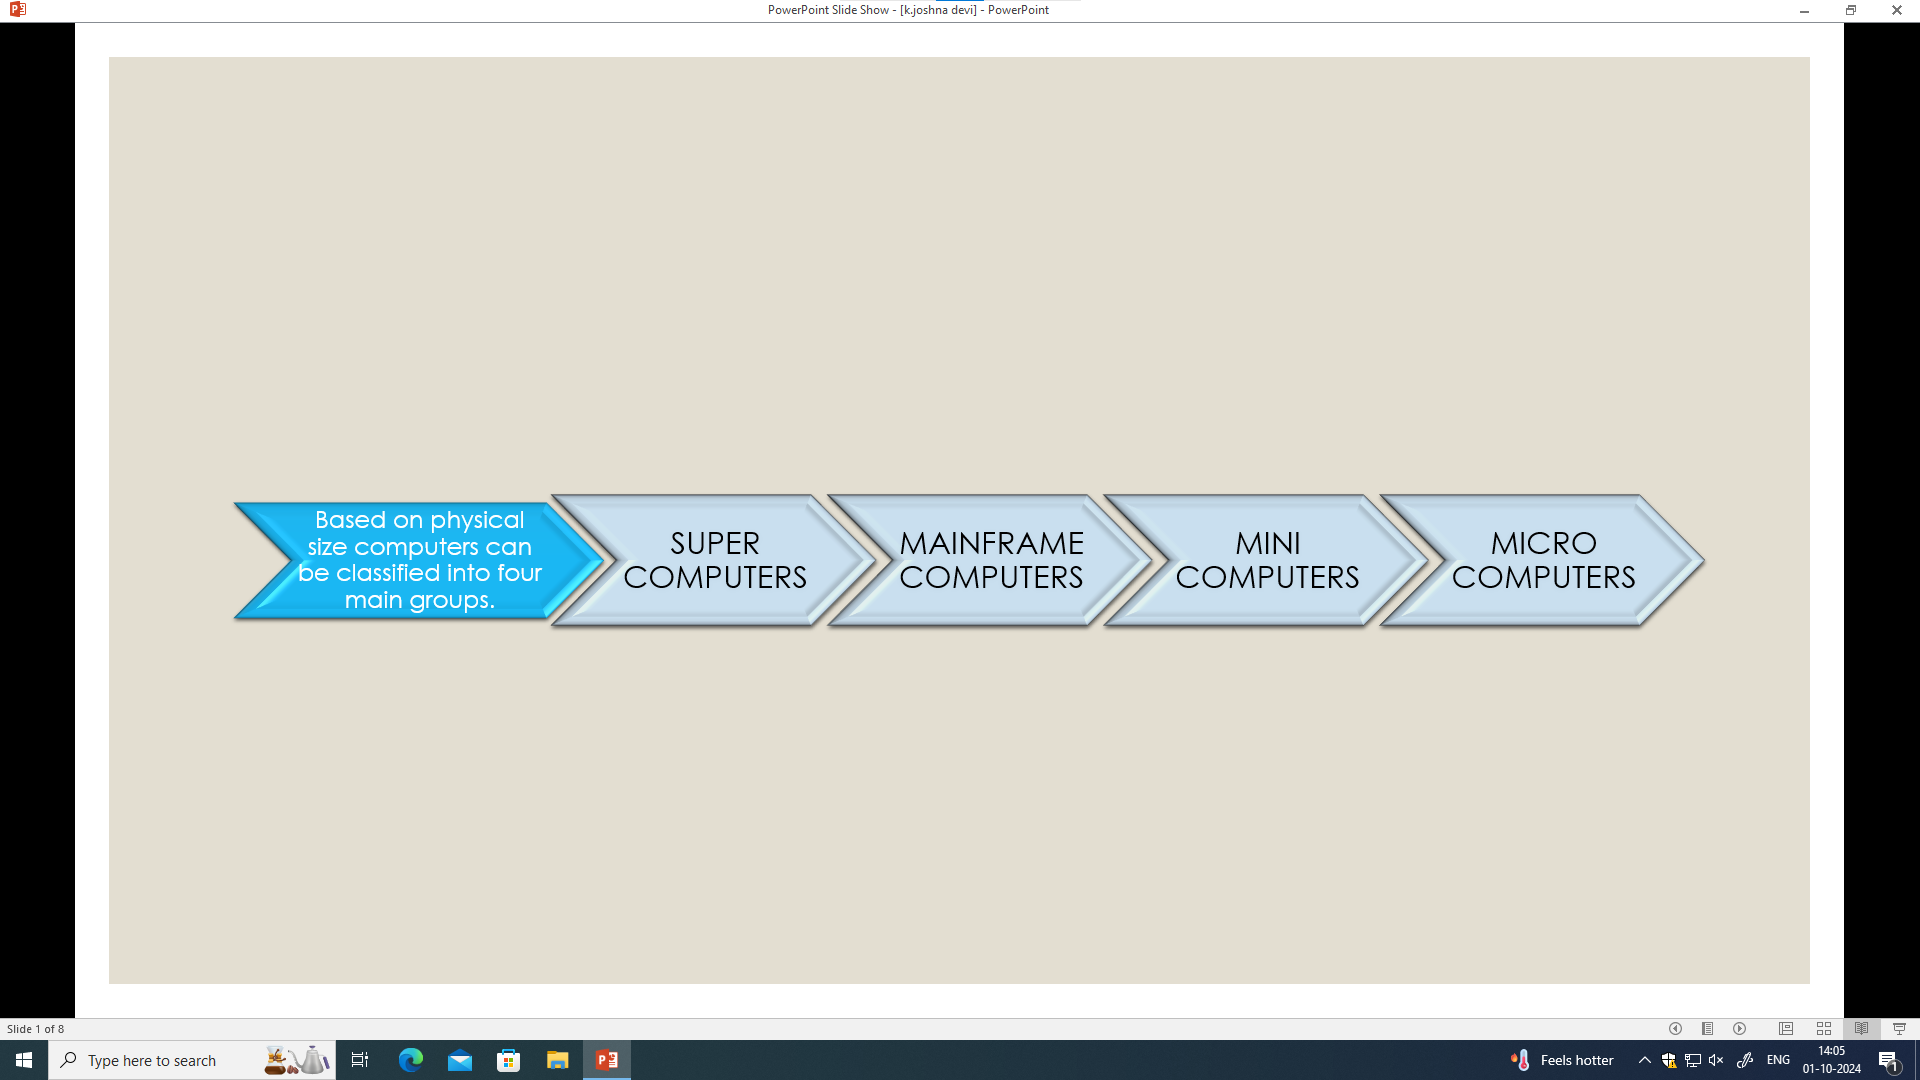 PowerPoint Slide Show - [k.joshna devi] - PowerPoint
Based on physical
size computers can
be classified into four
main groups.
SUPER
COMPUTERS
MAINFRAME
COMPUTERS
MINI
COMPUTERS
MICRO
COMPUTERS
Slide 1 of 8
Type here to search
Feels hotter
ENG
14:05
01-10-2024
1